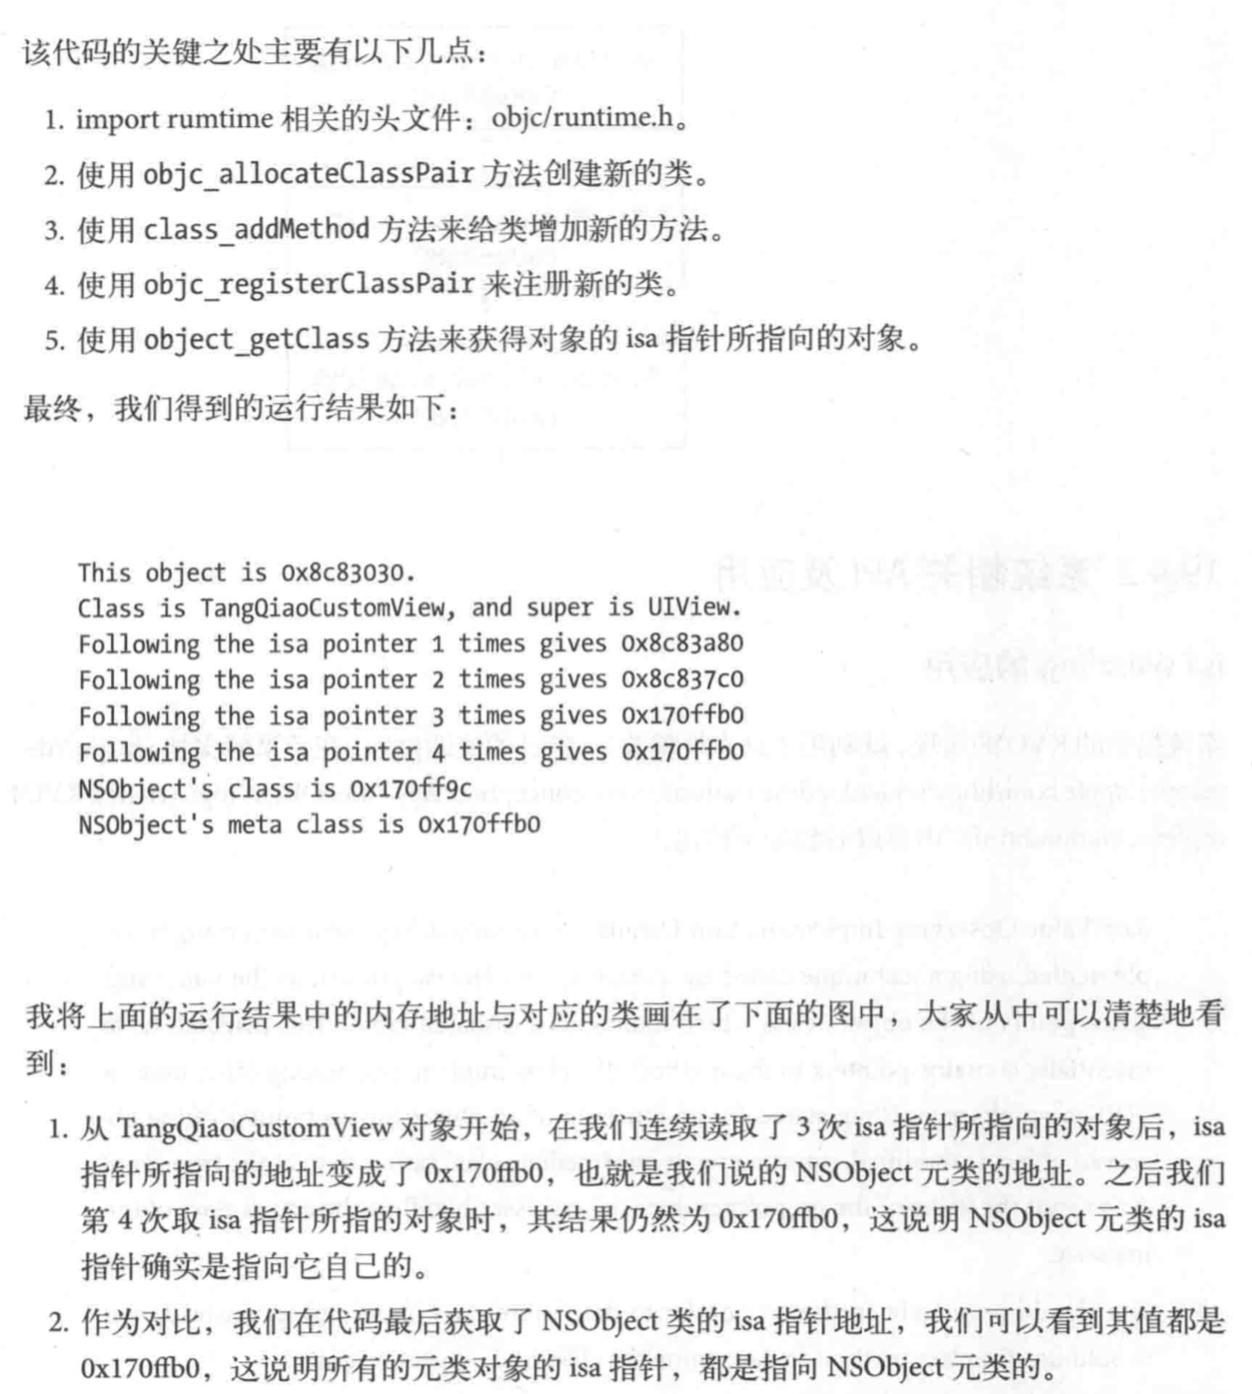 该代码的关键之处主要有以下几点：
1. import rumtime 相关的头文件：objc/runtime.h。
2. 使用 objc_allocateClassPair 方法创建新的类。
3. 使用 class_addMethod 方法来给类增加新的方法。
4. 使用 objc_registerClassPair 来注册新的类。
5. 使用 object_getClass 方法来获得对象的 isa 指针所指向的对象。
最终，我们得到的运行结果如下：
This object is 0x8c83030.
Class is TangQiaoCustomView, and super is UIView.
Following the isa pointer 1 times gives 0x8c83a80
Following the isa pointer 2 times gives 0x8c837c0
Following the isa pointer 3 times gives 0x170ffb0
Following the isa pointer 4 times gives 0x170ffb0
NSObject's class is 0x170ff9c
NSObject's meta class is 0x170ffb0
我将上面的运行结果中的内存地址与对应的类画在了下面的图中，大家从中可以清楚地看
到：
1. 从 TangQiaoCustomView 对象开始，在我们连续读取了 3 次 isa 指针所指向的对象后，isa
指针所指向的地址变成了 0x170ffb0，也就是我们说的 NSObject 元类的地址。之后我们
第 4 次取 isa 指针所指的对象时，其结果仍然为 0x170ffb0，这说明 NSObject 元类的 isa
指针确实是指向它自己的。
2. 作为对比，我们在代码最后获取了 NSObject 类的 isa 指针地址，我们可以看到其值都是
0x170ffb0，这说明所有的元类对象的 isa 指针，都是指向 NSObject 元类的。